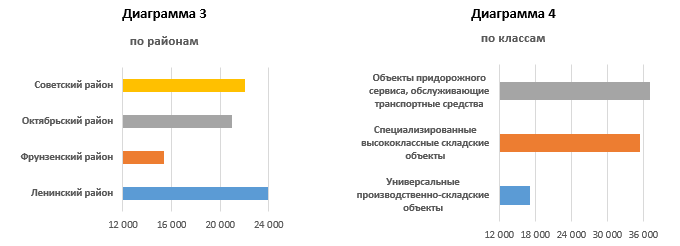 Диаграмма 3
по районам
Советский район
Октябрьский район
Фрунзенский район
Ленинский район
12 000 16 000 20 000 24 000
Диаграмма 4
по классам
Объекты придорожного
сервиса, обслуживающие
транспортные средства
Специализированные
высококлассные складские
объекты
Универсальные
производственно-складские
объекты
12 000 18 000 24 000 30 000 36 000